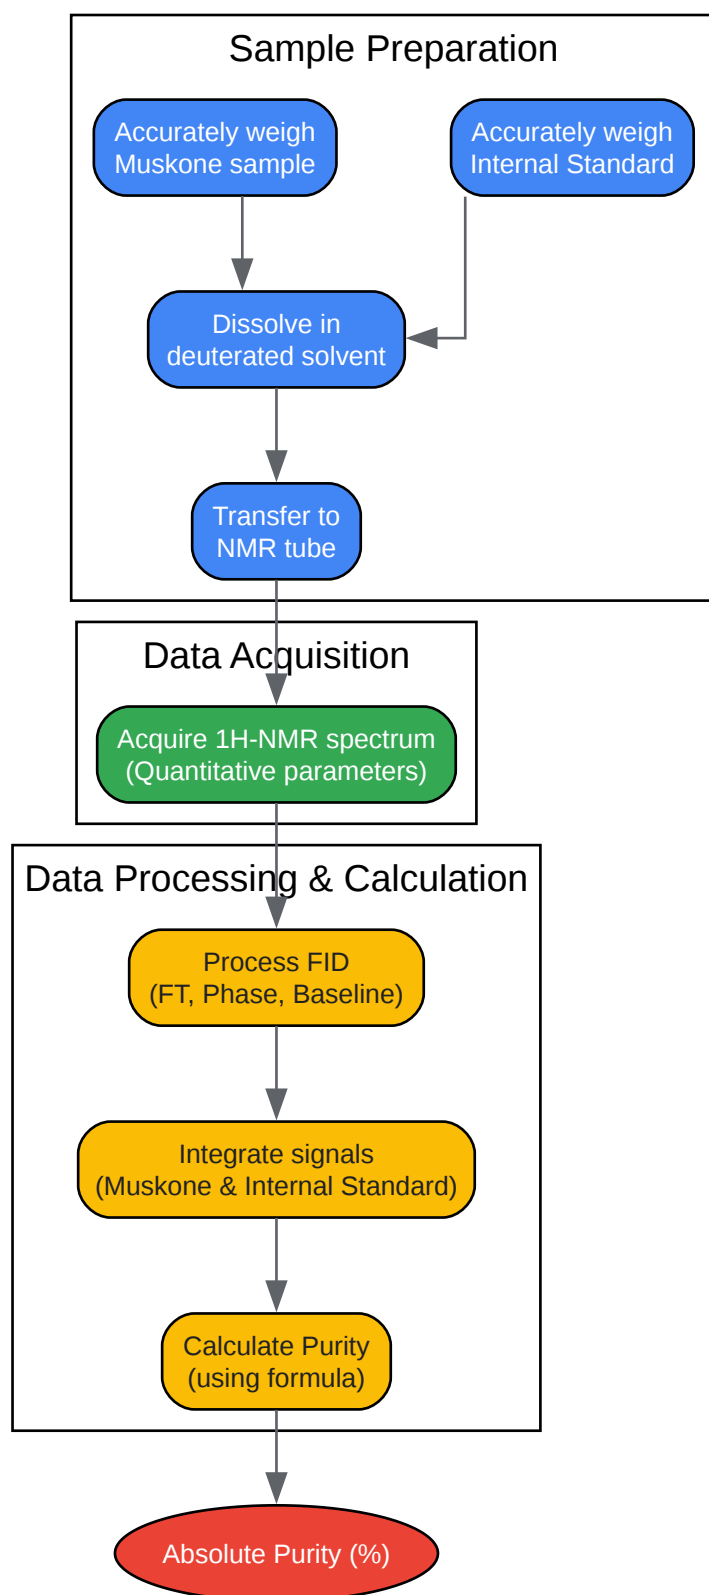 Sample Preparation
Accurately weigh
Muskone sample
Accurately weigh
Internal Standard
Dissolve in
deuterated solvent
Transfer to
NMR tube
Data Acquisition
Acquire 1H-NMR spectrum
(Quantitative parameters)
Data Processing & Calculation
Process FID
(FT, Phase, Baseline)
Integrate signals
(Muskone & Internal Standard)
Calculate Purity
(using formula)
Absolute Purity (%)